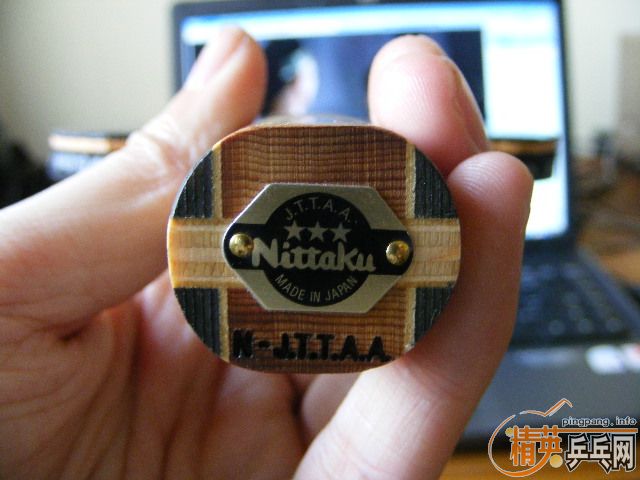 J.T.T.A.A.
★★★
Nittaku
MADE IN JAPAN
N-J.T.T.A.A.
pingpang.info
精英乒乓网